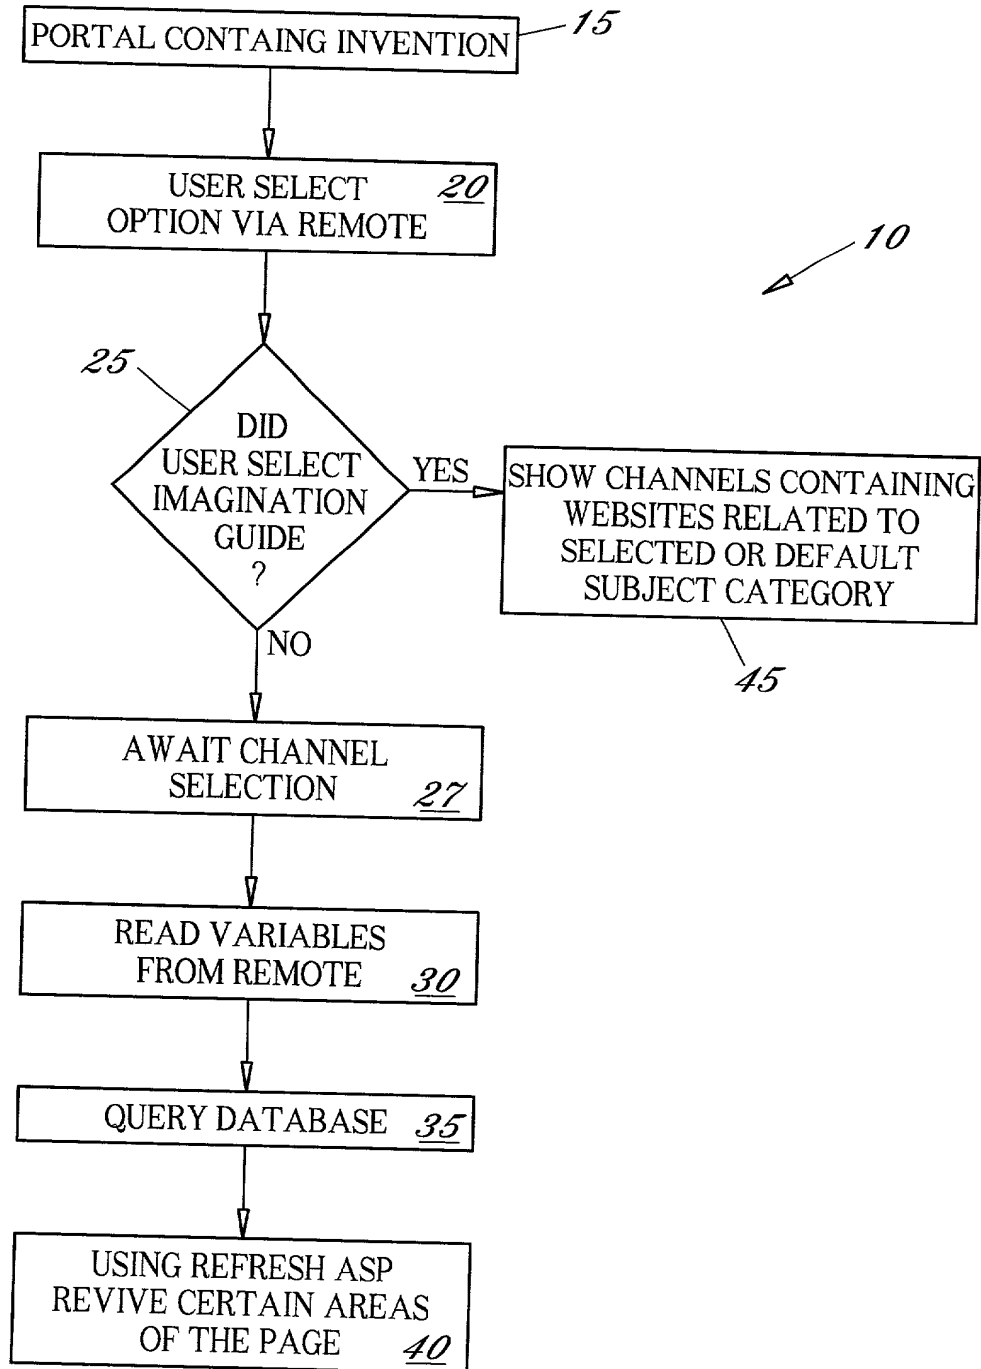 PORTAL CONTAING INVENTION
15
USER SELECT
OPTION VIA REMOTE
20
10
25
DID
USER SELECT
IMAGINATION
GUIDE
?
YES
SHOW CHANNELS CONTAINING
WEBSITES RELATED TO
SELECTED OR DEFAULT
SUBJECT CATEGORY
45
NO
AWAIT CHANNEL
SELECTION
27
READ VARIABLES
FROM REMOTE
30
QUERY DATABASE
35
USING REFRESH ASP
REVIVE CERTAIN AREAS
OF THE PAGE
40